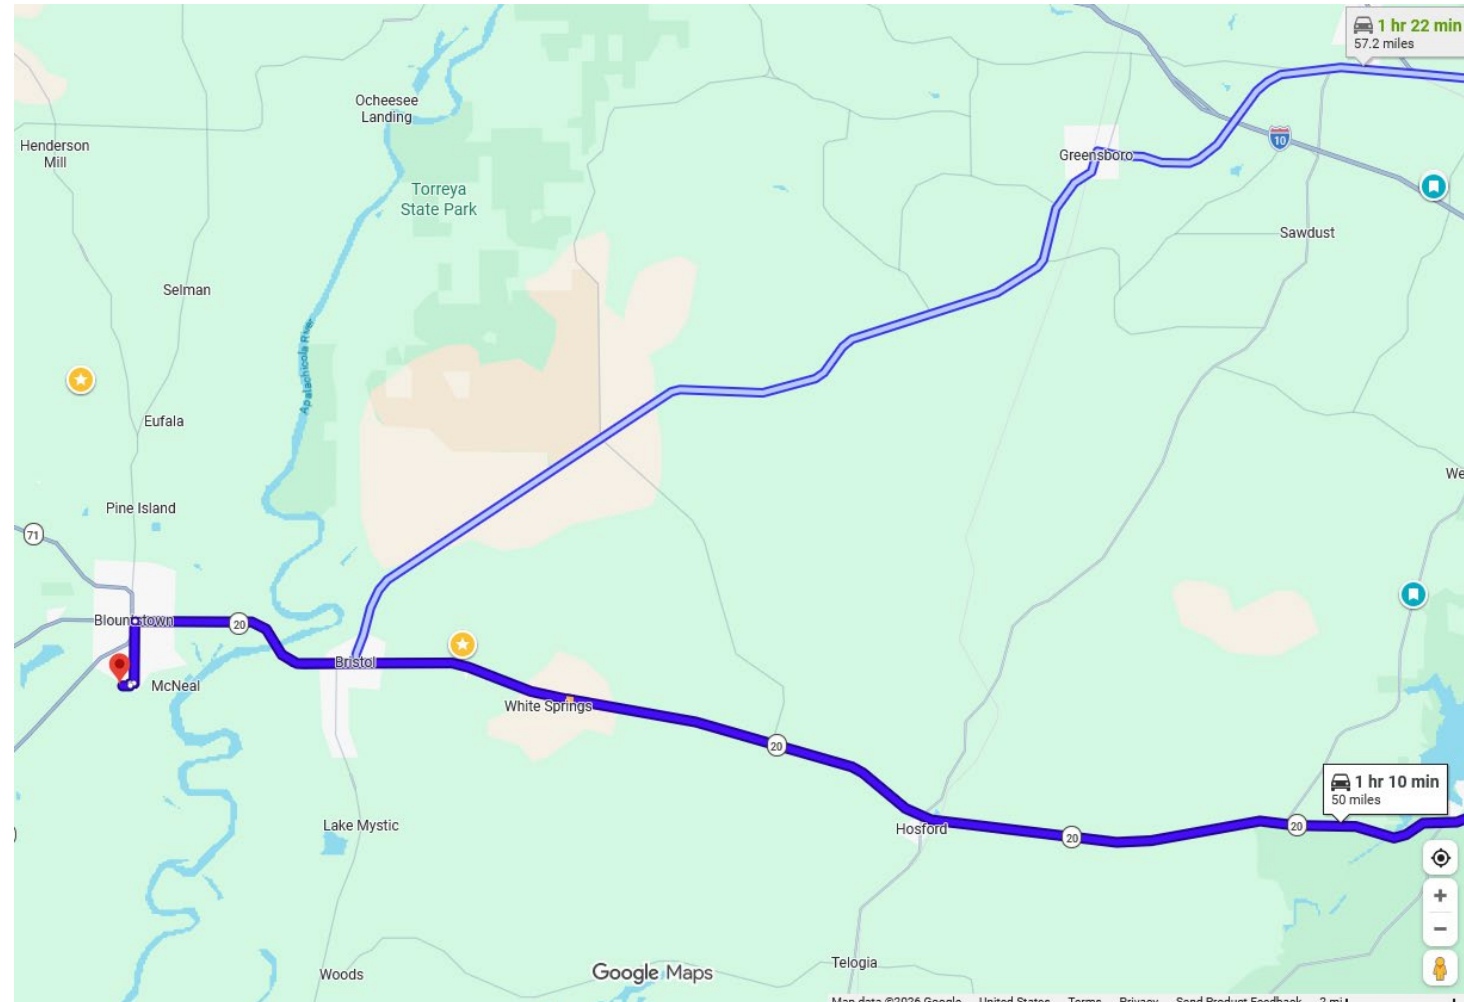 1 hr 22 min
57.2 miles
Ocheesee
Landing
Henderson
Mill
Greensboro
10
Torreya
State Park
Sawdust
Selman
Apalachicola River
Eufala
We
Pine Island
71
Blountstown
20
Bristol
McNeal
White Springs
20
1 hr 10 min
50 miles
Lake Mystic
Hosford
20
20
Telogia
Woods
Google Maps
Map data ©2026 Google United States Terms Privacy Send Product Feedback 2 mi